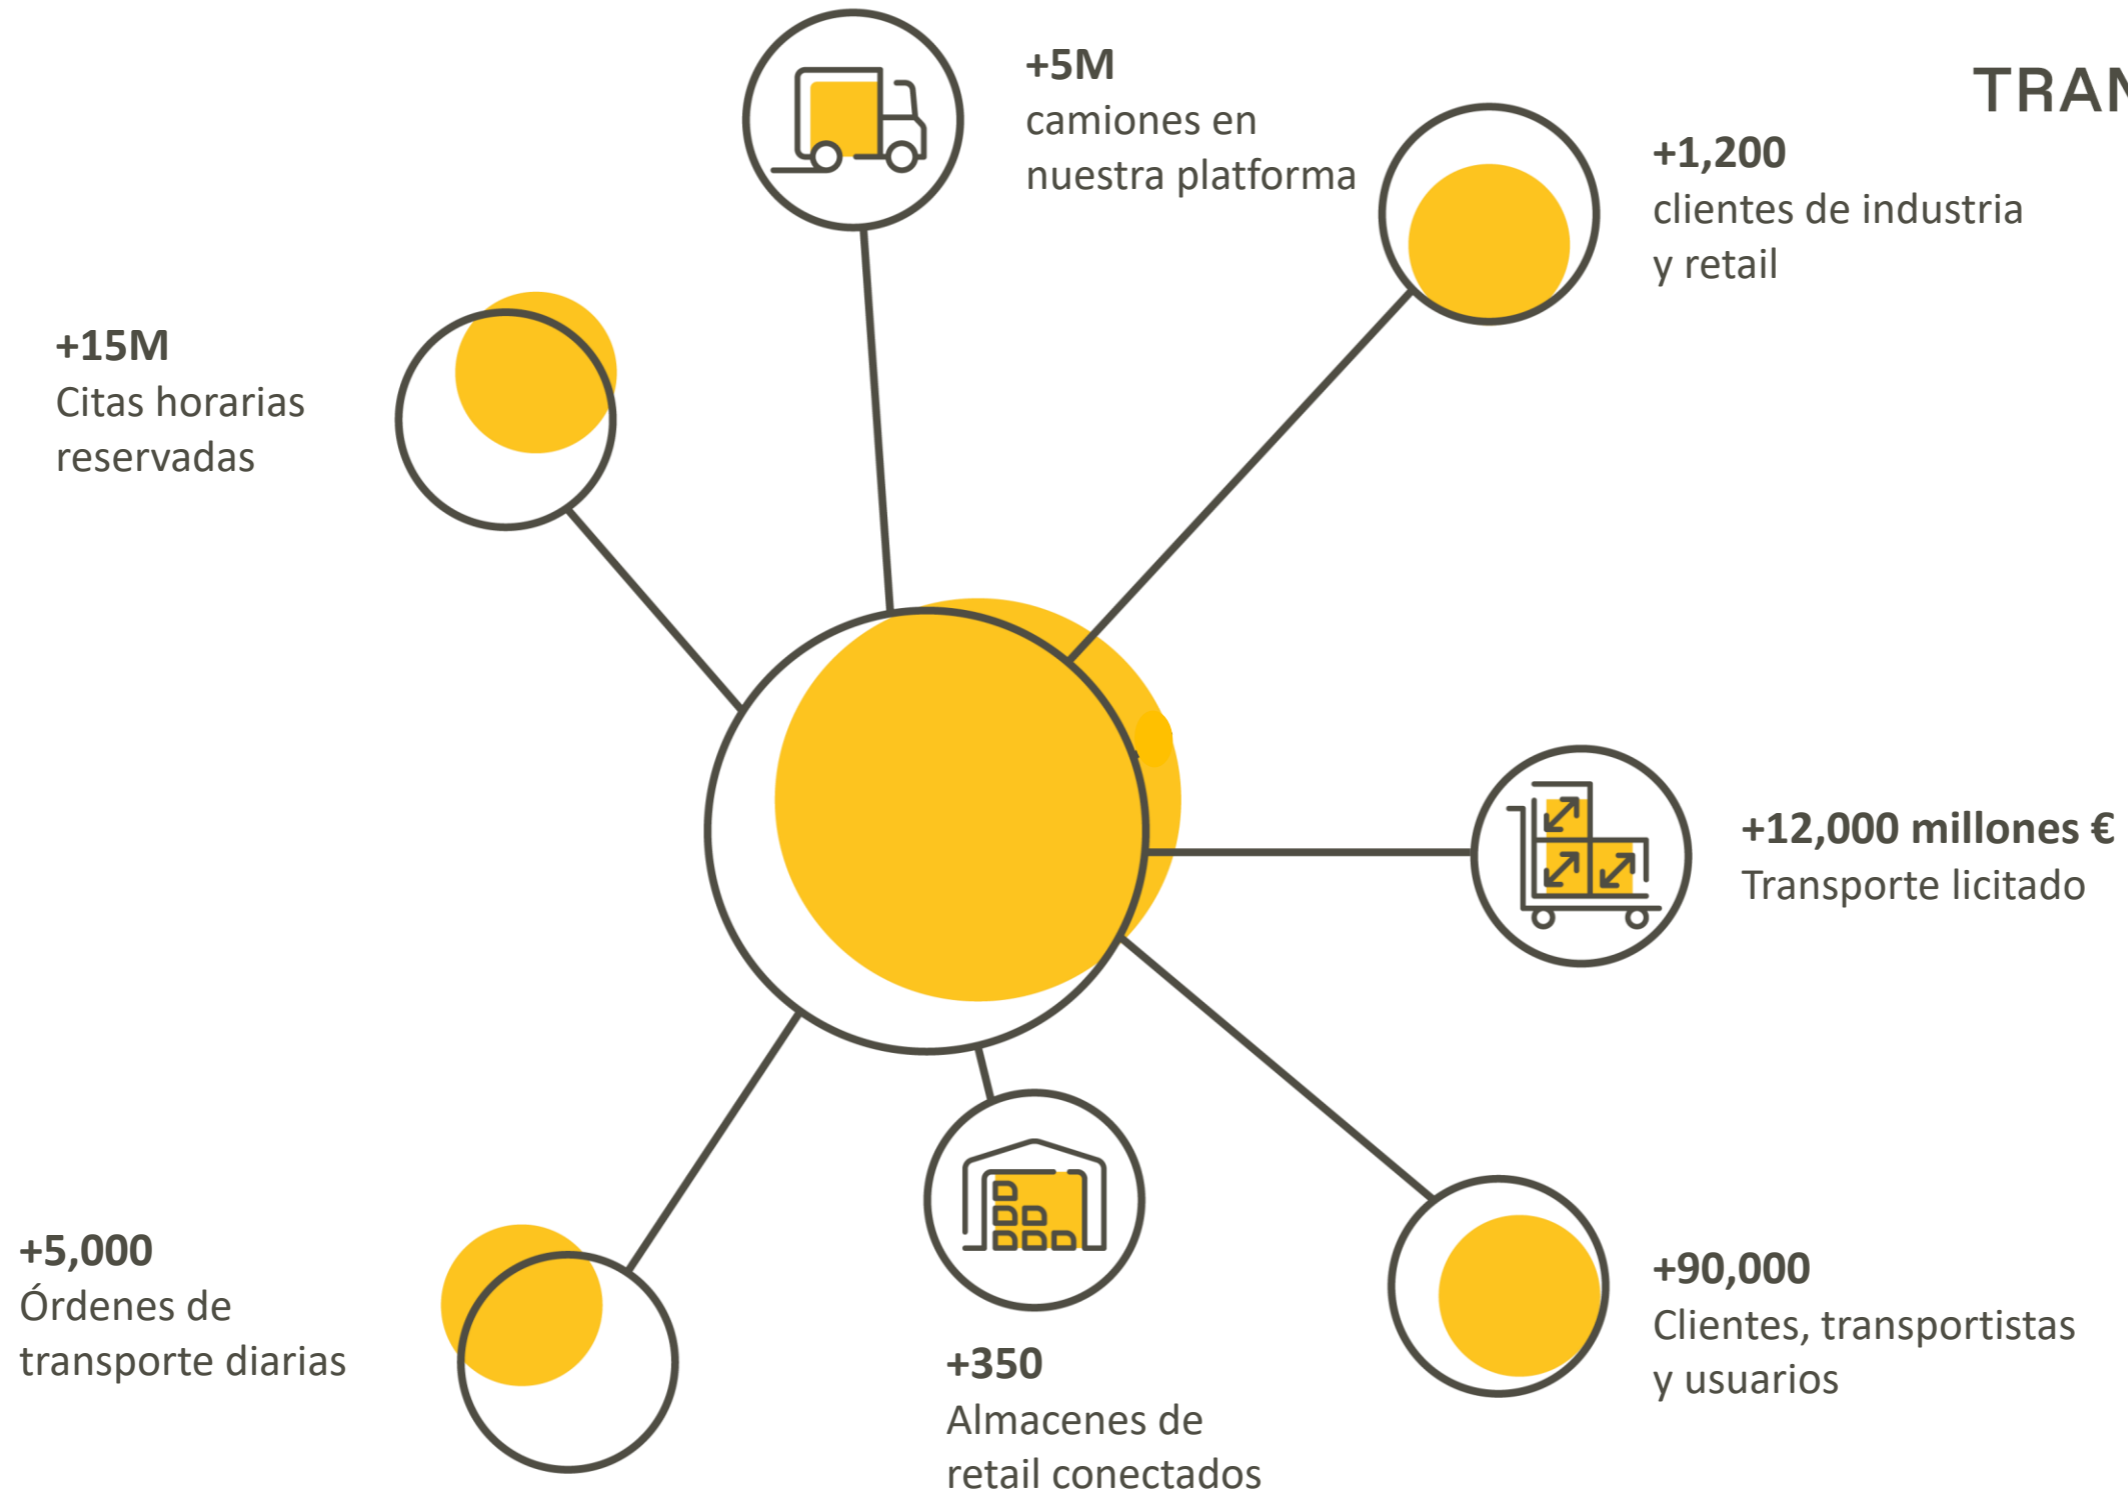 +5M
camiones en
nuestra platforma
TRAN
+1,200
clientes de industria
y retail
+15M
Citas horarias
reservadas
+12,000 millones €
Transporte licitado
+5,000
Órdenes de
transporte diarias
+90,000
Clientes, transportistas
y usuarios
+350
Almacenes de
retail conectados